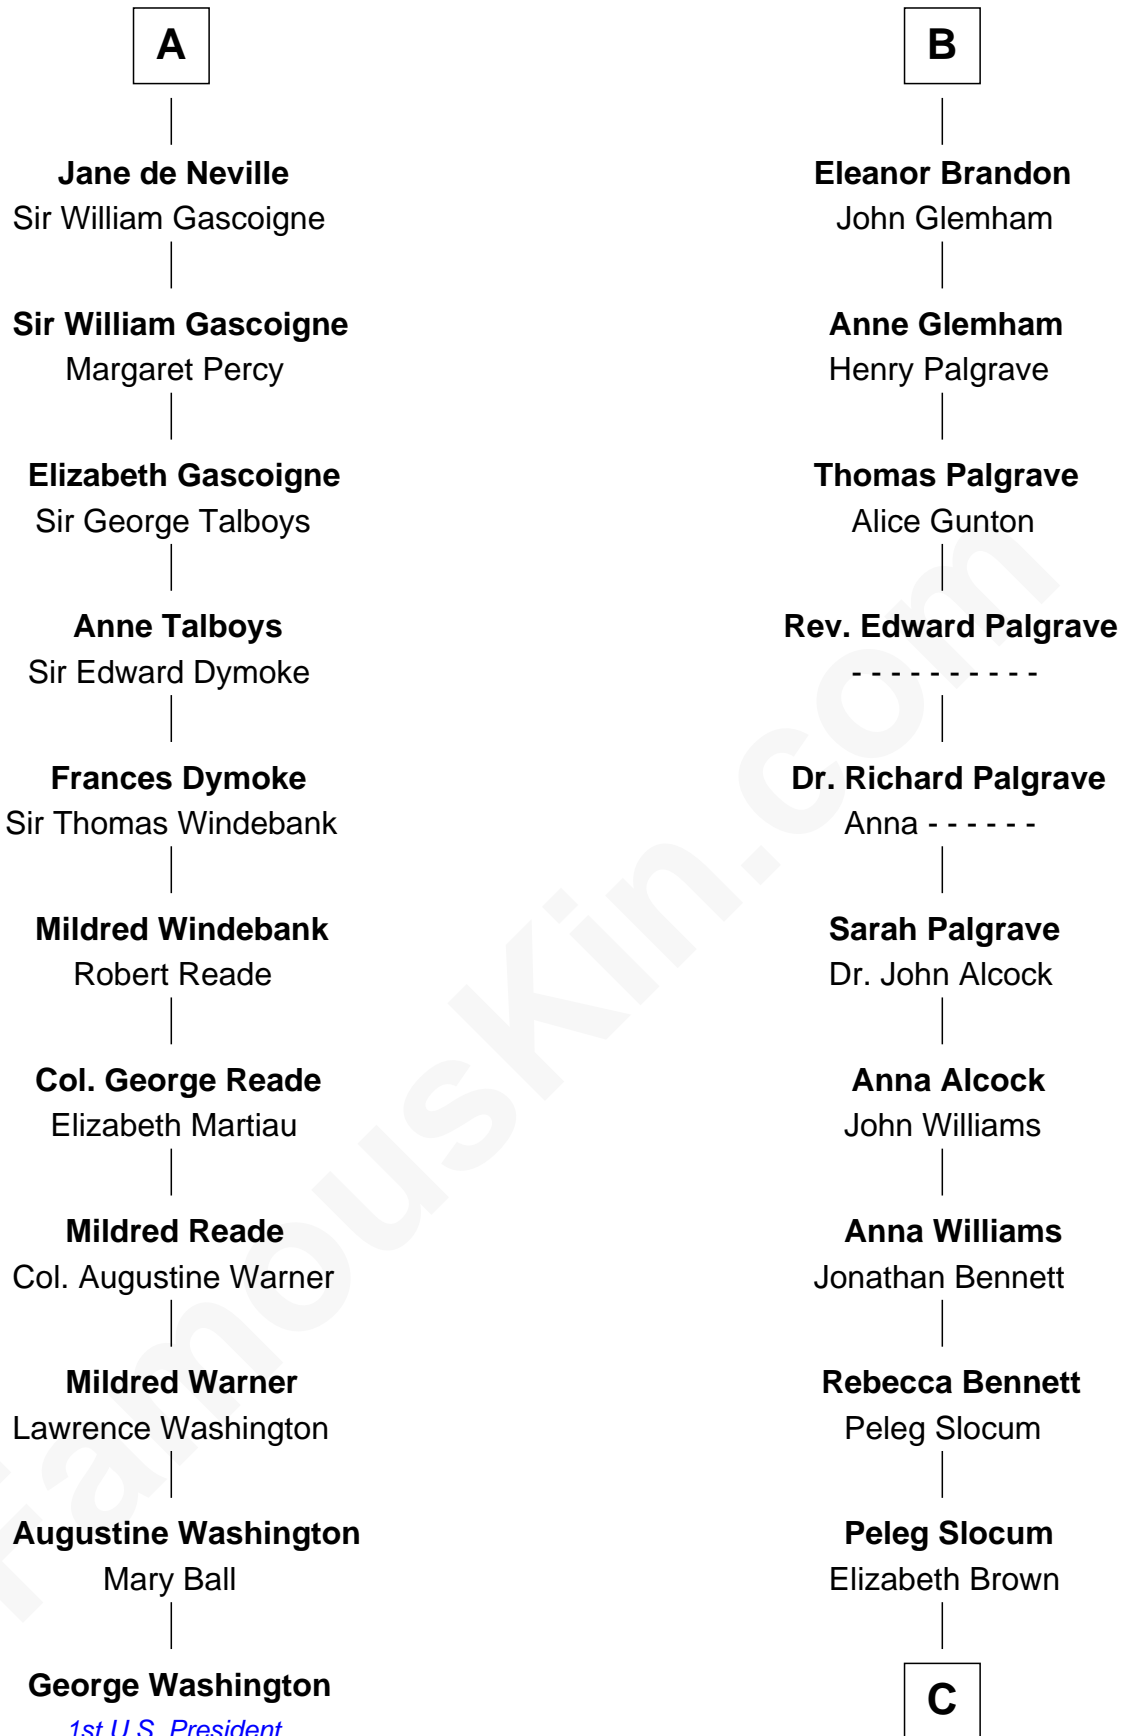 A
Jane de Neville
Sir William Gascoigne
Sir William Gascoigne
Margaret Percy
Elizabeth Gascoigne
Sir George Talboys
Anne Talboys
Sir Edward Dymoke
Frances Dymoke
Sir Thomas Windebank
Mildred Windebank
Robert Reade
Col. George Reade
Elizabeth Martiau
Mildred Reade
Col. Augustine Warner
Mildred Warner
Lawrence Washington
Augustine Washington
Mary Ball
George Washington
1st U.S. President
B
Eleanor Brandon
John Glemham
Anne Glemham
Henry Palgrave
Thomas Palgrave
Alice Gunton
Rev. Edward Palgrave
- - - - - - - - - -
Dr. Richard Palgrave
Anna - - - - - -
Sarah Palgrave
Dr. John Alcock
Anna Alcock
John Williams
Anna Williams
Jonathan Bennett
Rebecca Bennett
Peleg Slocum
Peleg Slocum
Elizabeth Brown
C
FamousKin.com